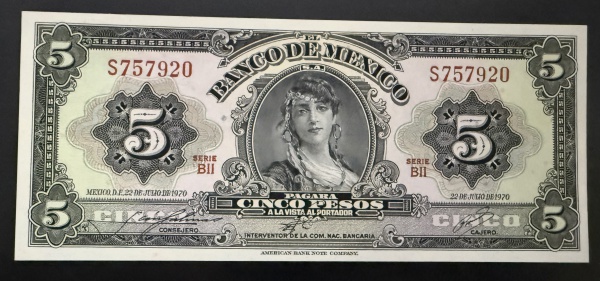 EL
BANCO DE MEXICO
S.A.
5
5
S757920
S757920
5
5
SERIE
BII
SERIE
BII
MEXICO, D.F. 22 DE JULIO DE 1970
22 DE JULIO DE 1970
PAGARA
CINCO PESOS
A LA VISTA AL PORTADOR
CINCO
CINCO
5
5
CONSEJERO.
INTERVENTOR DE LA COM. NAC. BANCARIA
CAJERO.
AMERICAN BANK NOTE COMPANY.